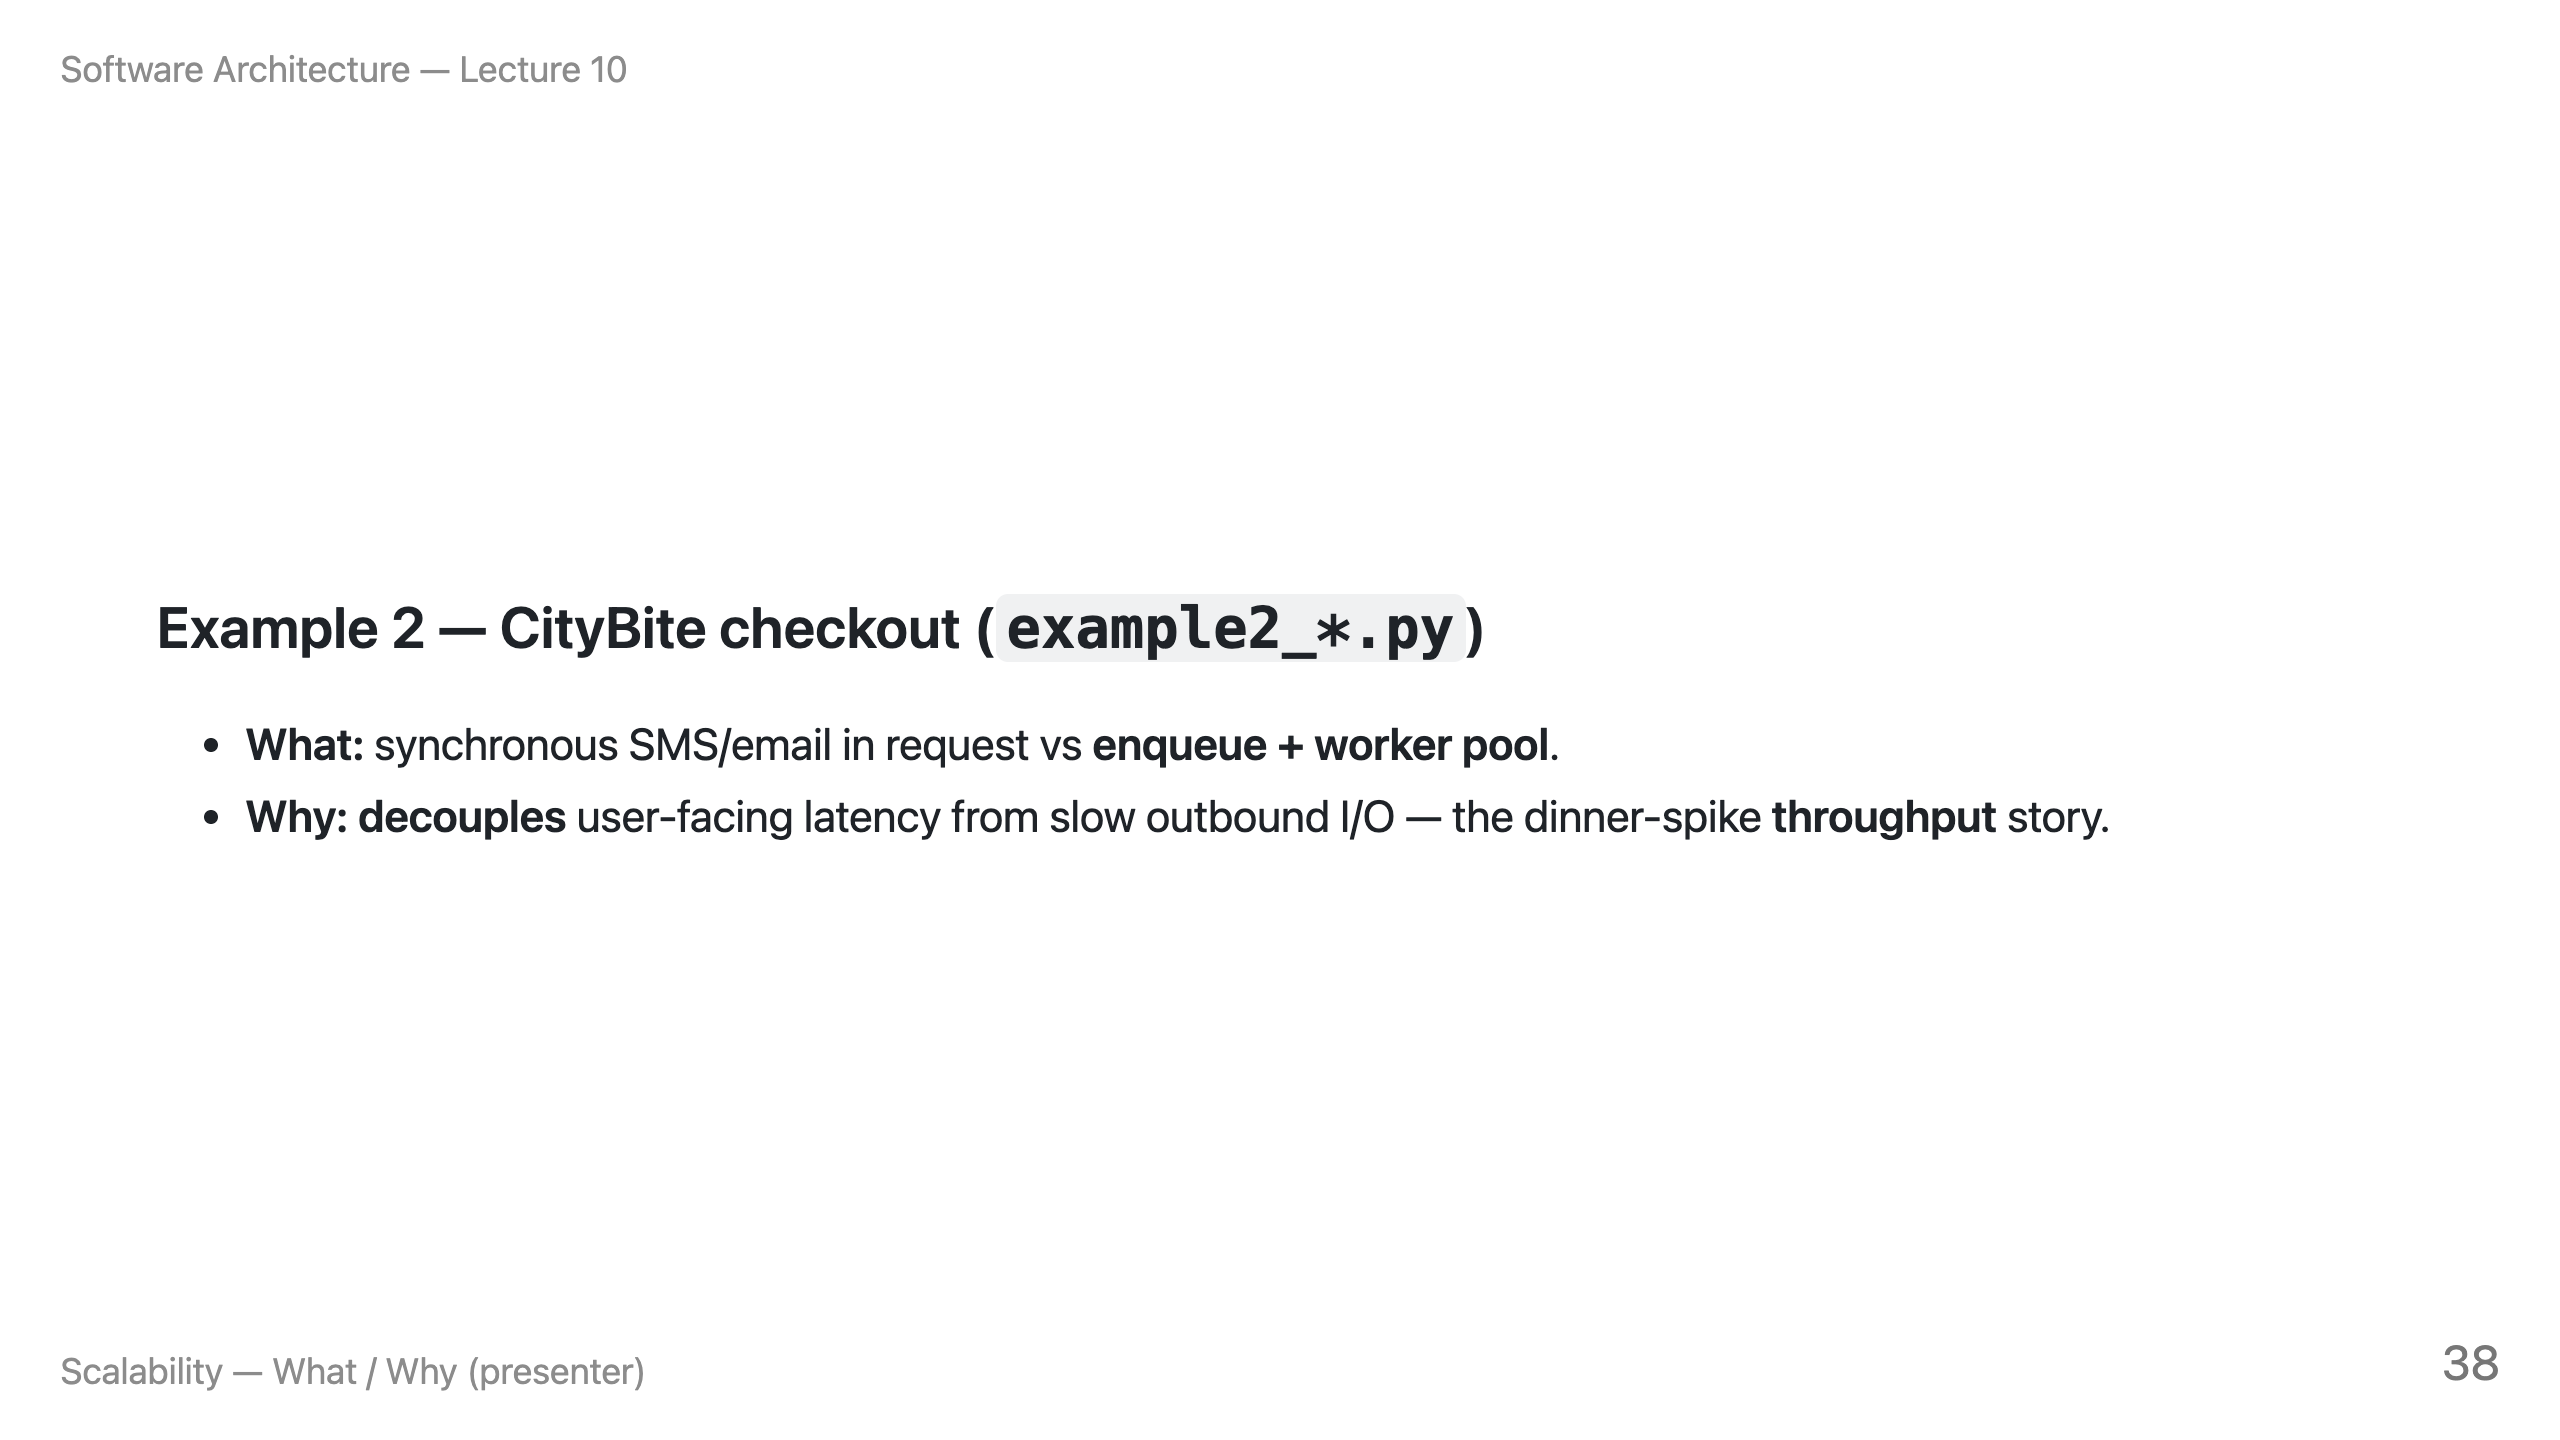 Software Architecture — Lecture 10
Example 2 — CityBite checkout (example2_*.py)
• What: synchronous SMS/email in request vs enqueue + worker pool.
• Why: decouples user-facing latency from slow outbound I/O — the dinner-spike throughput story.
Scalability — What / Why (presenter)
38